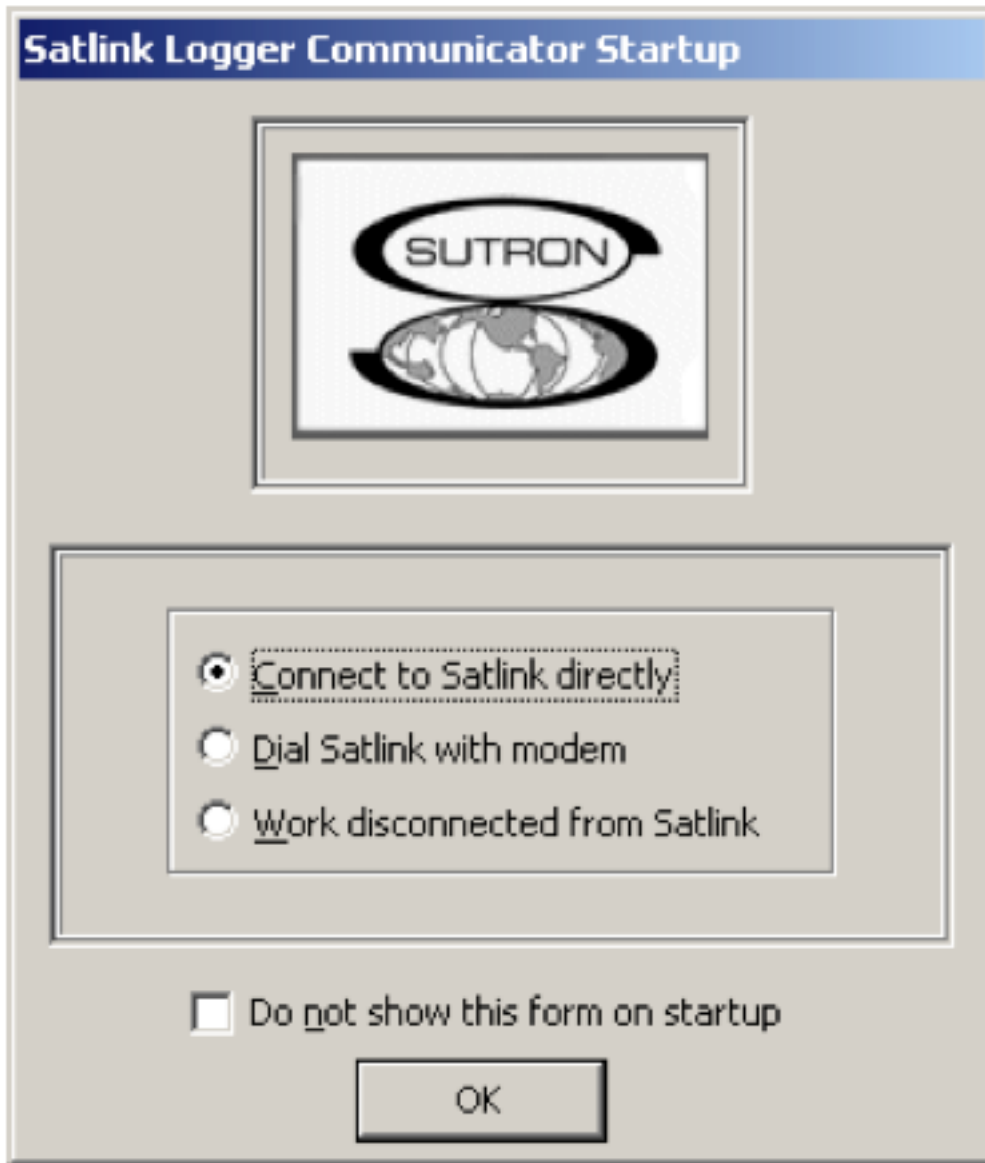 Satlink Logger Communicator Startup
SUTRON
Connect to Satlink directly
Dial Satlink with modem
Work disconnected from Satlink
Do not show this form on startup
OK